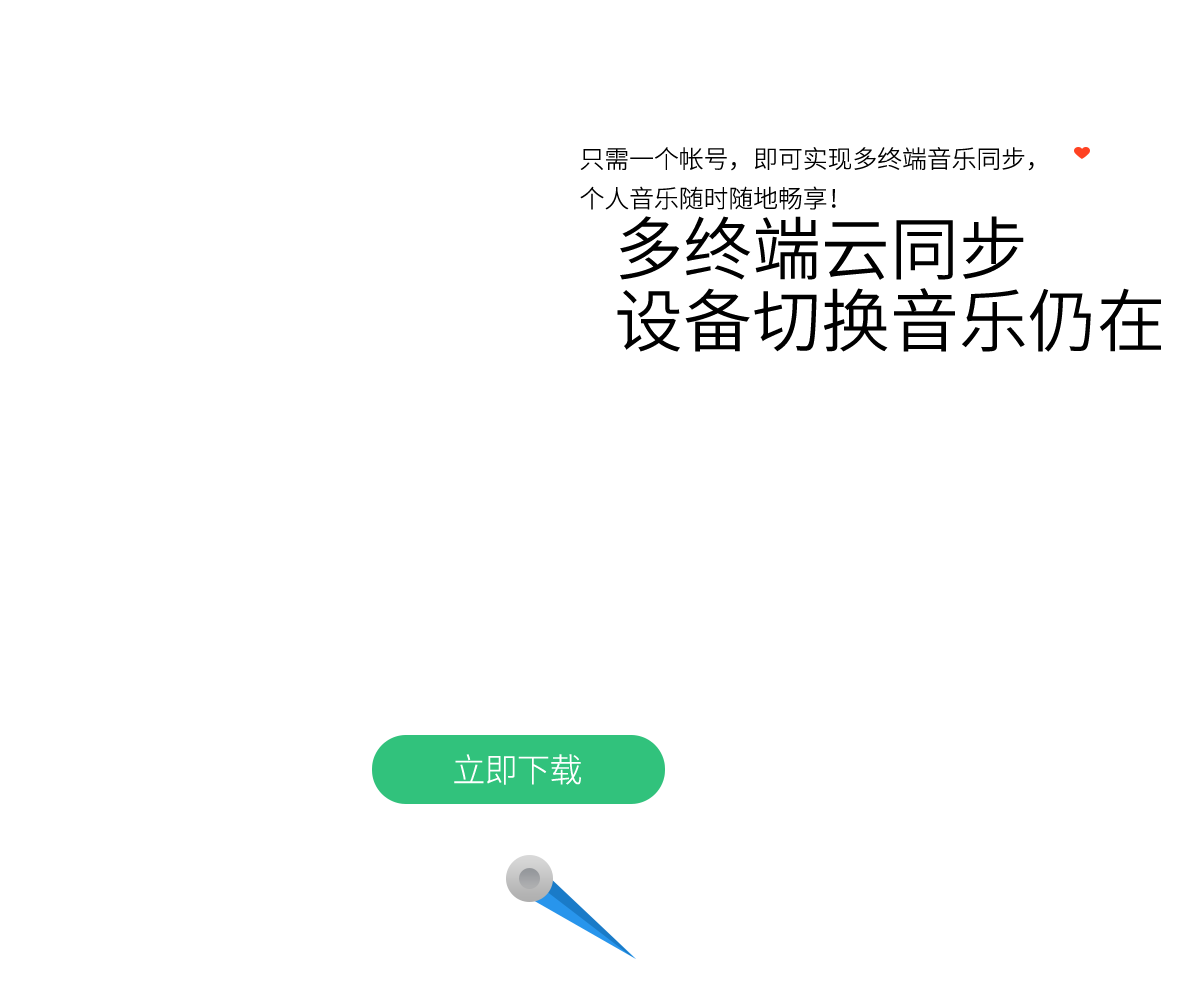 只需一个帐号，即可实现多终端音乐同步，
个人音乐随时随地畅享！
多终端云同步
设备切换音乐仍在
立即下载